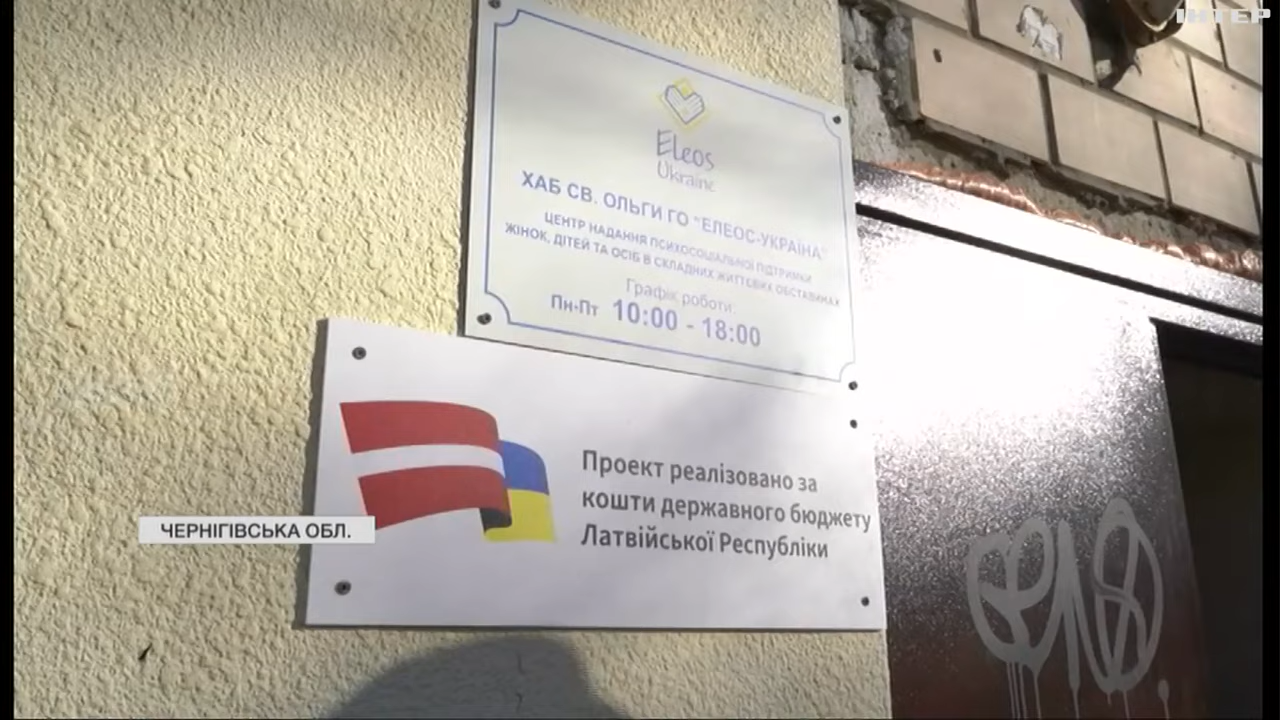 ІНТЕР
Eleos
Ukraine
ХАБ СВ. ОЛЬГИ ГО "ЕЛЕОС-УКРАЇНА"
ЦЕНТР НАДАННЯ ПСИХОСОЦІАЛЬНОЇ ПІДТРИМКИ
ЖІНОК, ДІТЕЙ ТА ОСІБ В СКЛАДНИХ ЖИТТЄВИХ ОБСТАВИНАХ
Графік роботи:
Пн-Пт 10:00 - 18:00
Проект реалізовано за
кошти державного бюджету
Латвійської Республіки
ЧЕРНІГІВСЬКА ОБЛ.